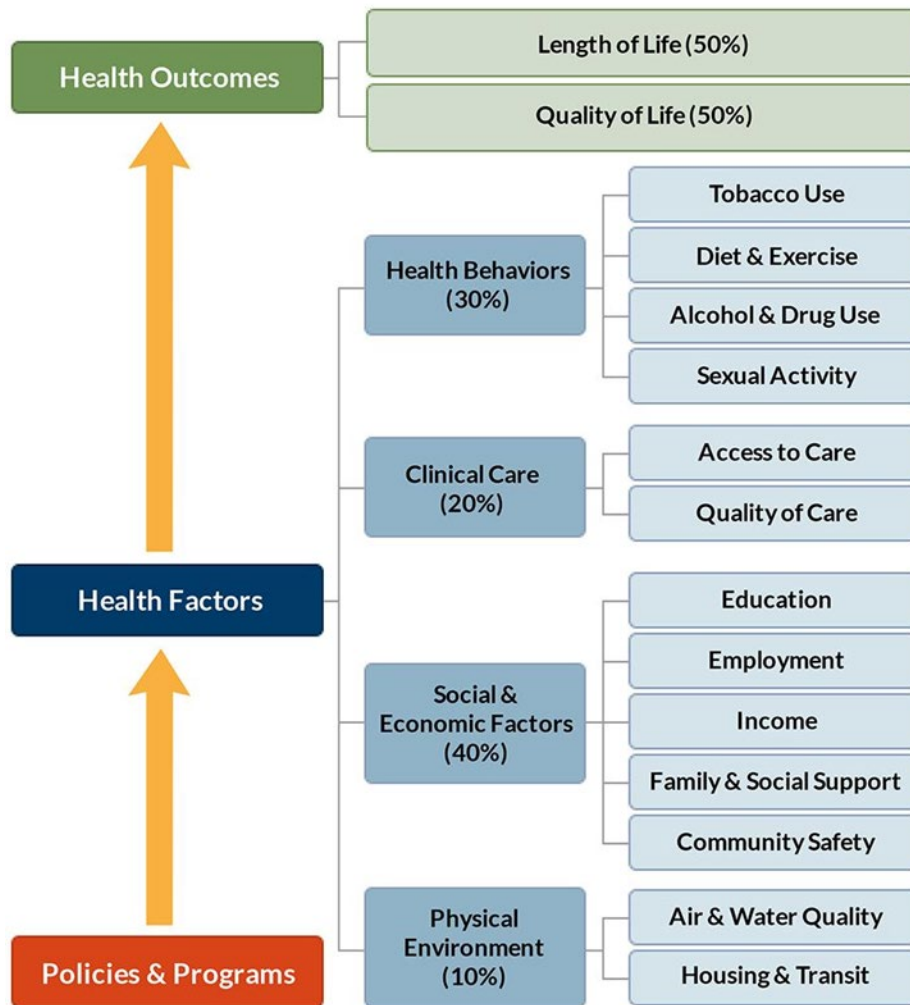 Health Outcomes
Length of Life (50%)
Quality of Life (50%)
Health Behaviors
(30%)
Tobacco Use
Diet & Exercise
Alcohol & Drug Use
Sexual Activity
Clinical Care
(20%)
Access to Care
Quality of Care
Health Factors
Social &
Economic Factors
(40%)
Education
Employment
Income
Family & Social Support
Community Safety
Physical
Environment
(10%)
Air & Water Quality
Housing & Transit
Policies & Programs